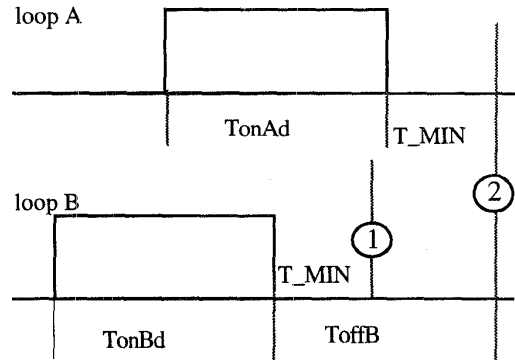 loop A
TonAd
T_MIN
2
loop B
1
T_MIN
TonBd
ToffB